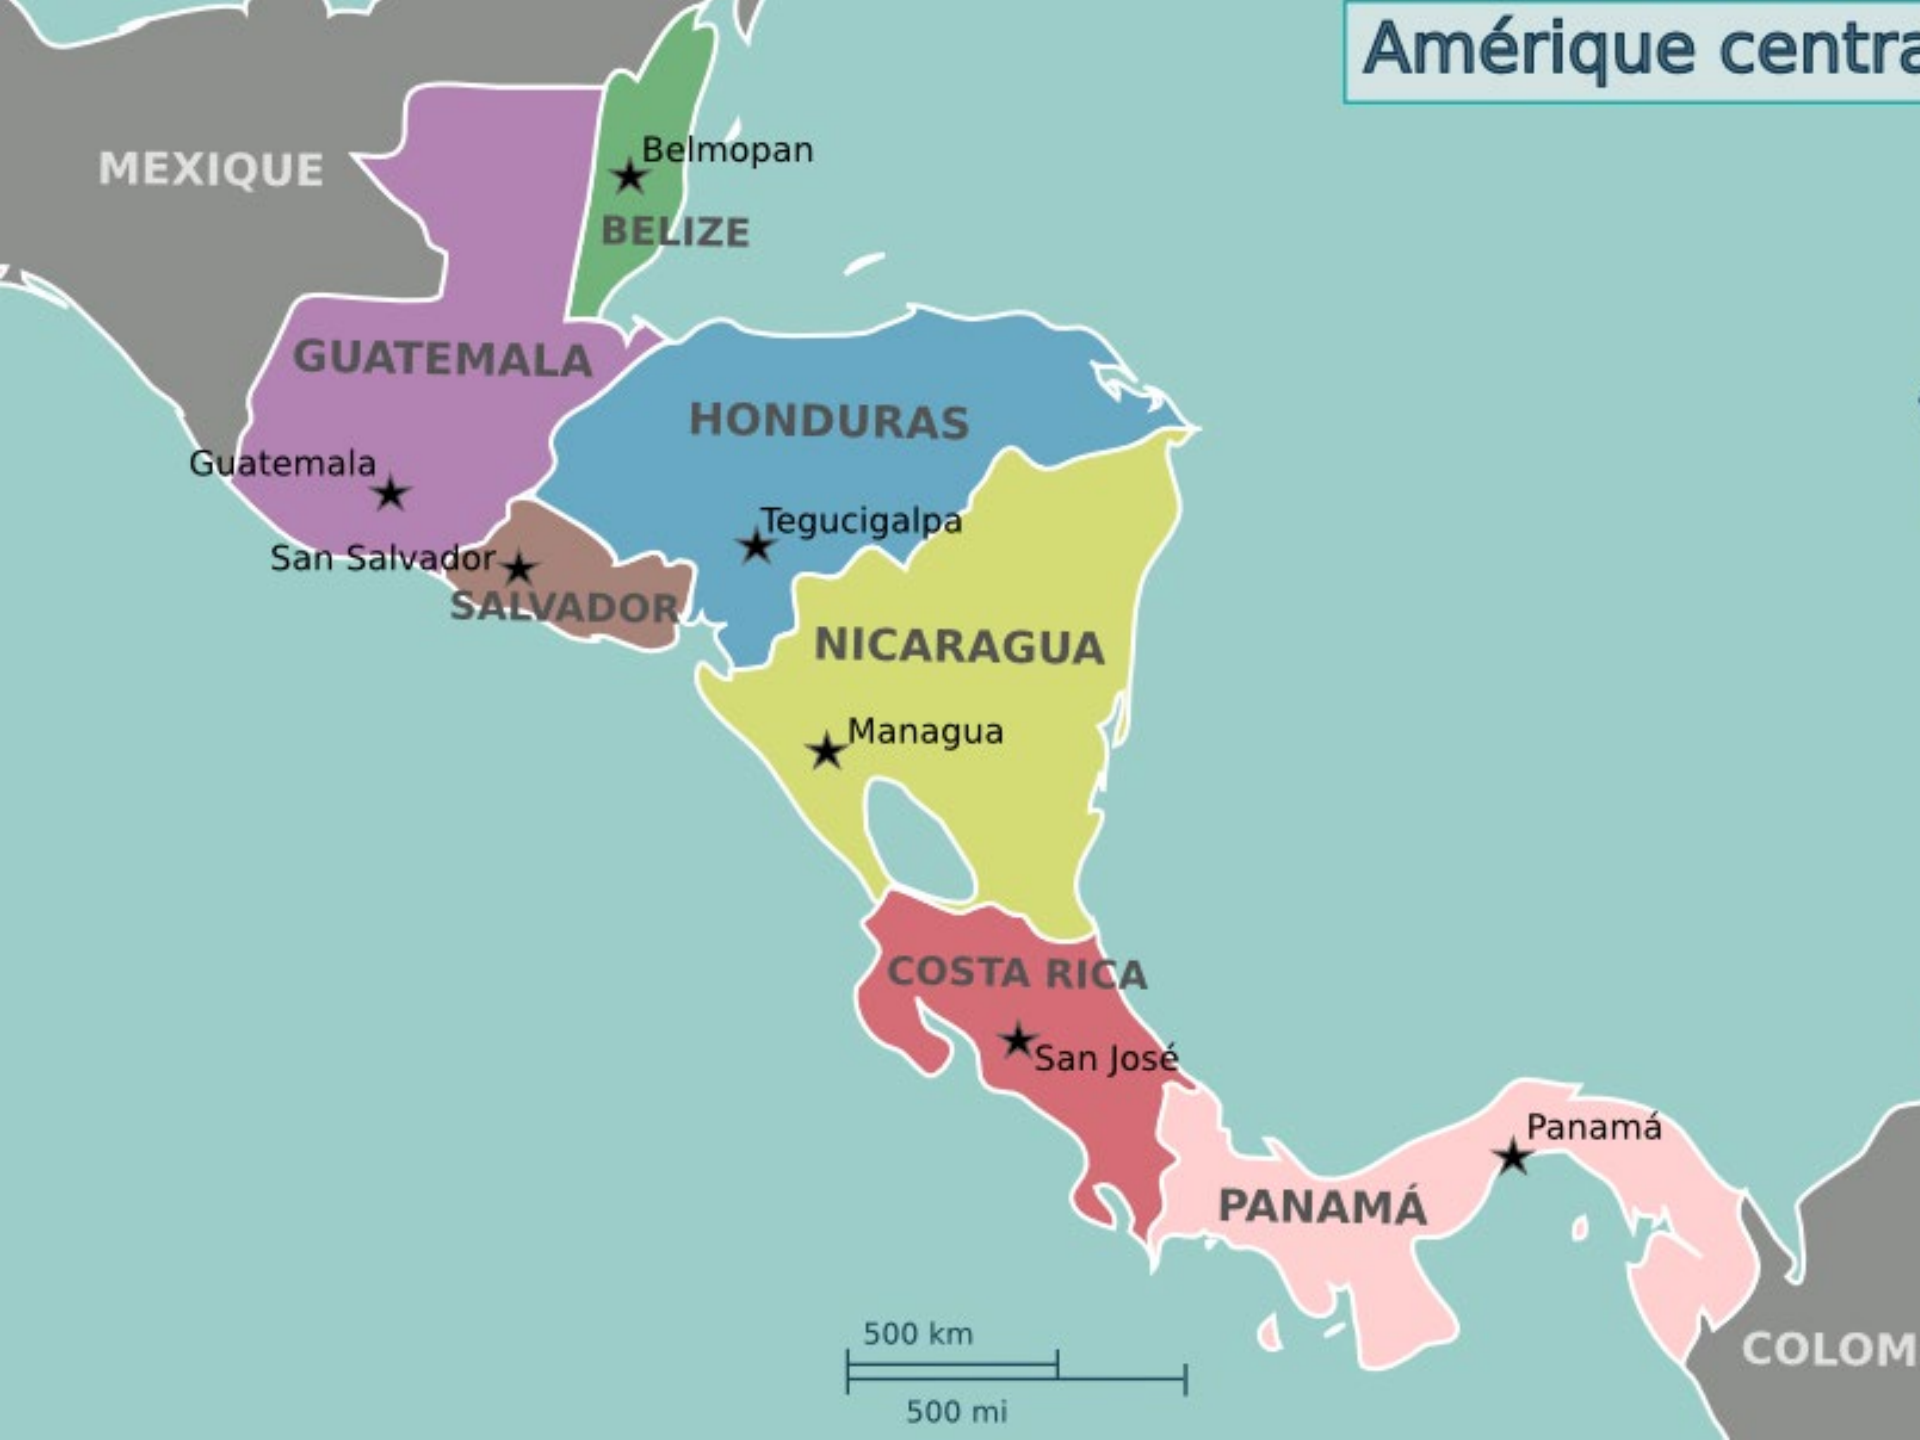 Amérique centra
MEXIQUE
Belmopan
BELIZE
GUATEMALA
HONDURAS
Guatemala
Tegucigalpa
San Salvador
SALVADOR
NICARAGUA
Managua
COSTA RICA
San José
Panamá
PANAMÁ
COLOM
500 km
500 mi